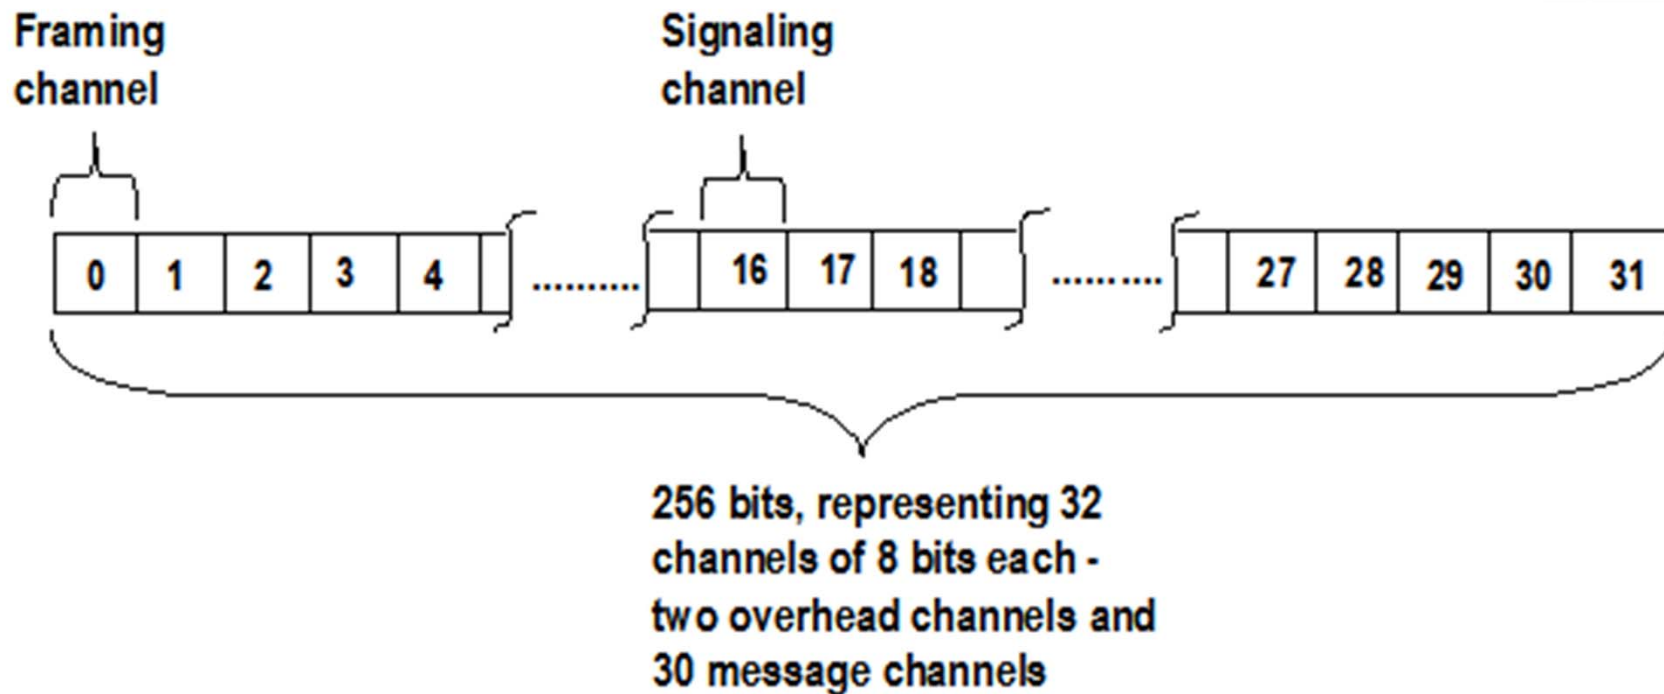 Framing
channel
Signaling
channel
0 1 2 3 4 .......... 16 17 18 .......... 27 28 29 30 31
256 bits, representing 32
channels of 8 bits each -
two overhead channels and
30 message channels